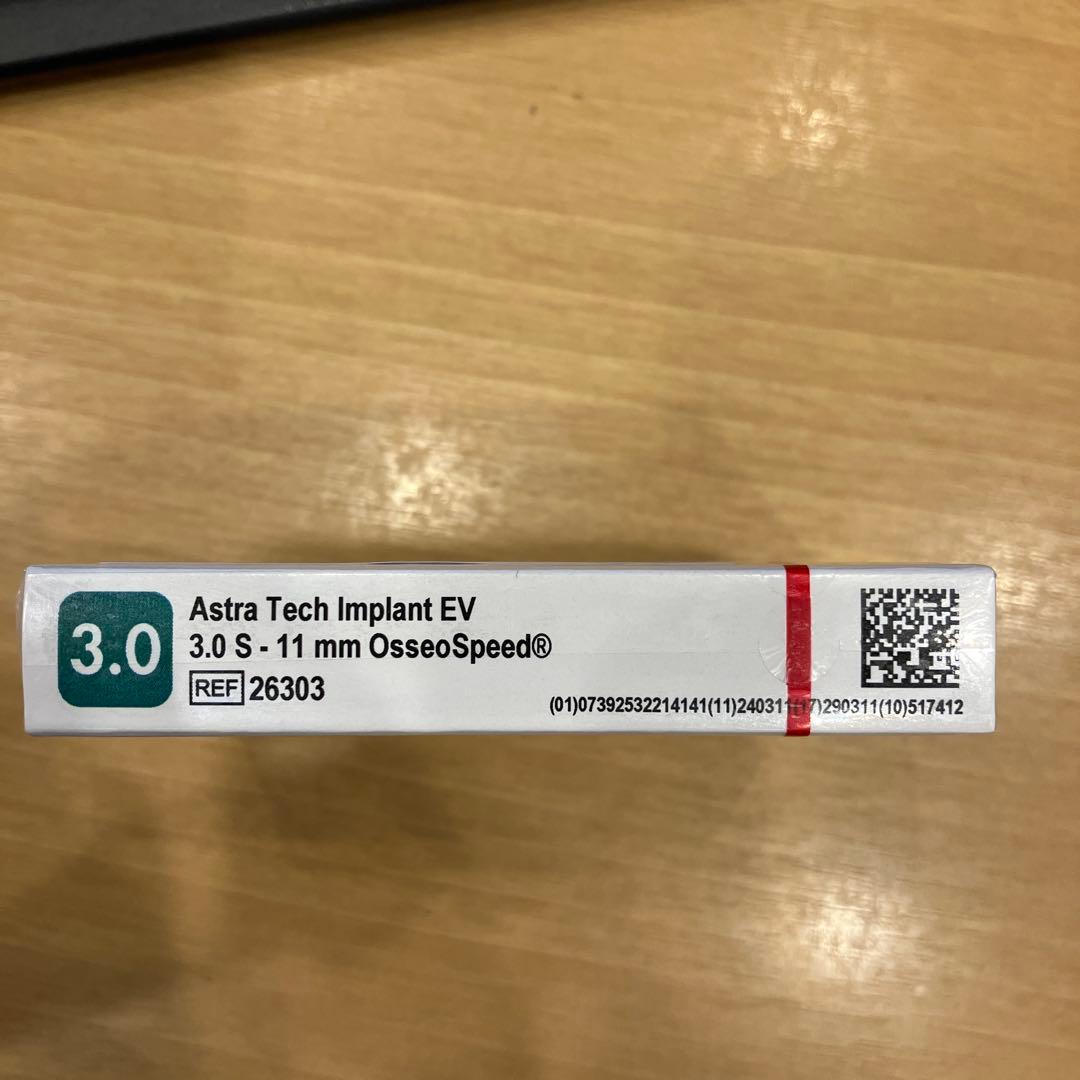 3.0
Astra Tech Implant EV
3.0 S - 11 mm OsseoSpeed®
REF 26303
(01)07392532214141(11)240311(17)290311(10)517412